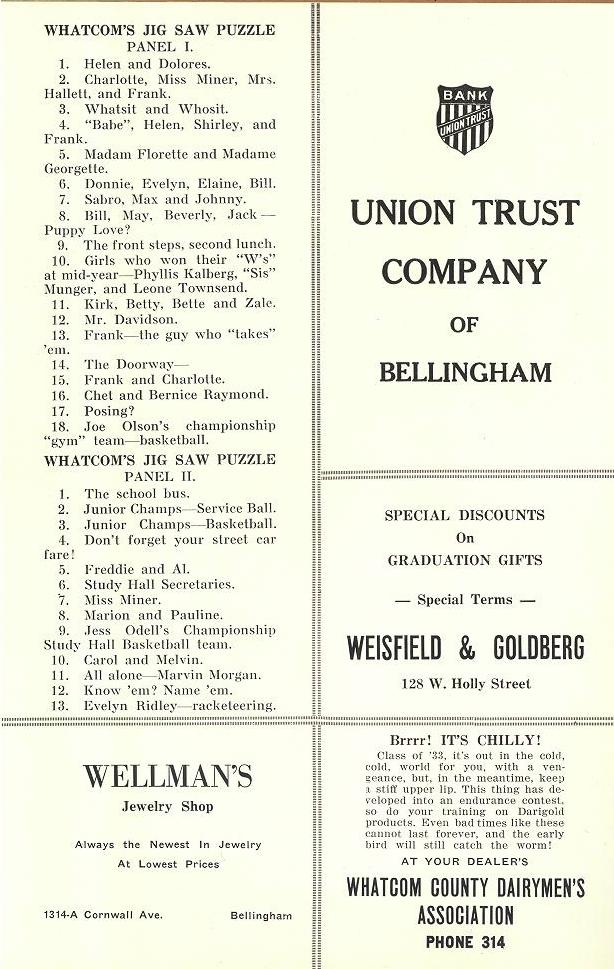 WHATCOM'S JIG SAW PUZZLE
PANEL I.
1. Helen and Dolores.
2. Charlotte, Miss Miner, Mrs.
Hallett, and Frank.
3. Whatsit and Whosit.
4. "Babe", Helen, Shirley, and
Frank.
5. Madam Florette and Madame
Georgette.
6. Donnie, Evelyn, Elaine, Bill.
7. Sabro, Max and Johnny.
8. Bill, May, Beverly, Jack—
Puppy Love?
9. The front steps, second lunch.
10. Girls who won their "W's"
at mid-year—Phyllis Kalberg, "Sis"
Munger, and Leone Townsend.
11. Kirk, Betty, Bette and Zale.
12. Mr. Davidson.
13. Frank—the guy who "takes"
'em.
14. The Doorway—
15. Frank and Charlotte.
16. Chet and Bernice Raymond.
17. Posing?
18. Joe Olson's championship
"gym" team—basketball.
WHATCOM'S JIG SAW PUZZLE
PANEL II.
1. The school bus.
2. Junior Champs—Service Ball.
3. Junior Champs—Basketball.
4. Don't forget your street car
fare!
5. Freddie and Al.
6. Study Hall Secretaries.
7. Miss Miner.
8. Marion and Pauline.
9. Jess Odell's Championship
Study Hall Basketball team.
10. Carol and Melvin.
11. All alone—Marvin Morgan.
12. Know 'em? Name 'em.
13. Evelyn Ridley—racketeering.
BANK
UNION TRUST
UNION TRUST
COMPANY
OF
BELLINGHAM
SPECIAL DISCOUNTS
On
GRADUATION GIFTS
— Special Terms —
WEISFIELD & GOLDBERG
128 W. Holly Street
WELLMAN'S
Jewelry Shop
Always the Newest In Jewelry
At Lowest Prices
1314-A Cornwall Ave. Bellingham
Brrrr! IT'S CHILLY!
Class of '33, it's out in the cold,
cold, world for you, with a ven-
geance, but, in the meantime, keep
a stiff upper lip. This thing has de-
veloped into an endurance contest,
so do your training on Darigold
products. Even bad times like these
cannot last forever, and the early
bird will still catch the worm!
AT YOUR DEALER'S
WHATCOM COUNTY DAIRYMEN'S
ASSOCIATION
PHONE 314